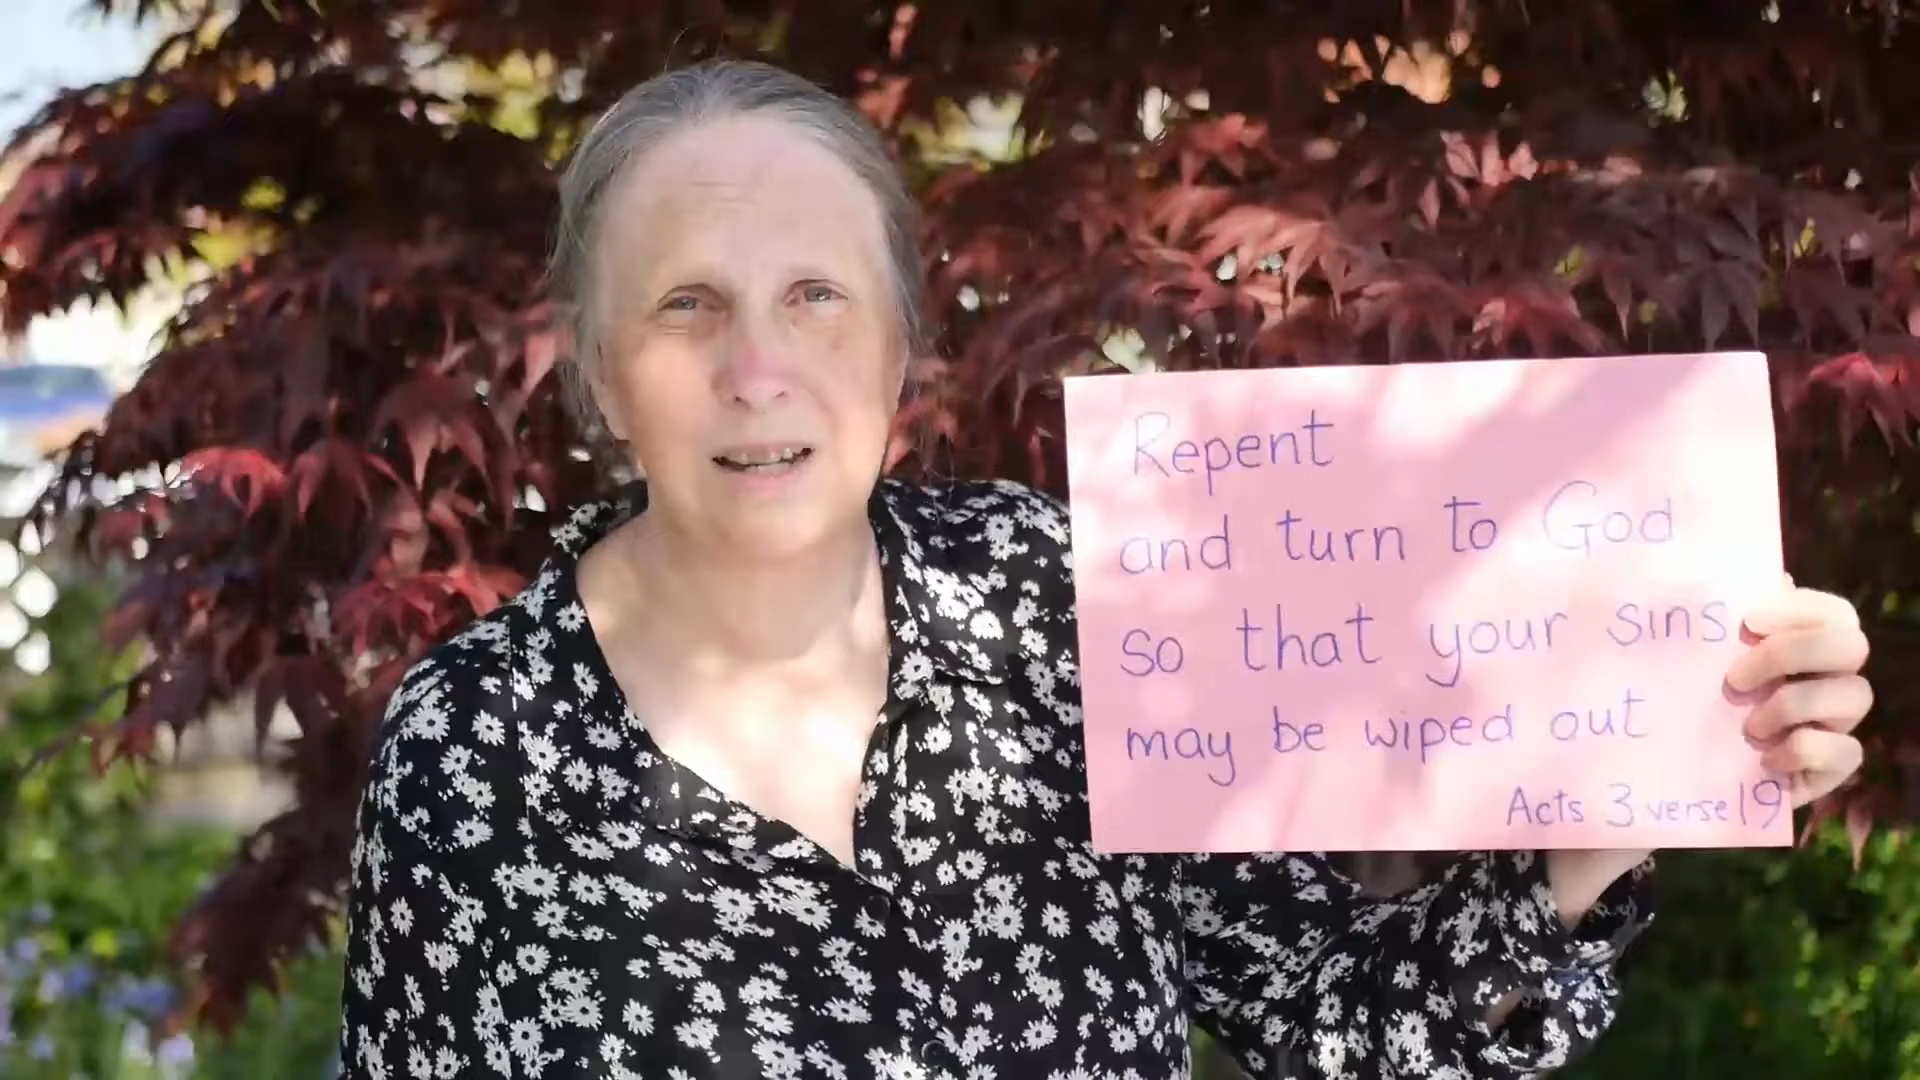 Repent
and turn to God
so that your sins
may be wiped out
Acts 3 verse 19